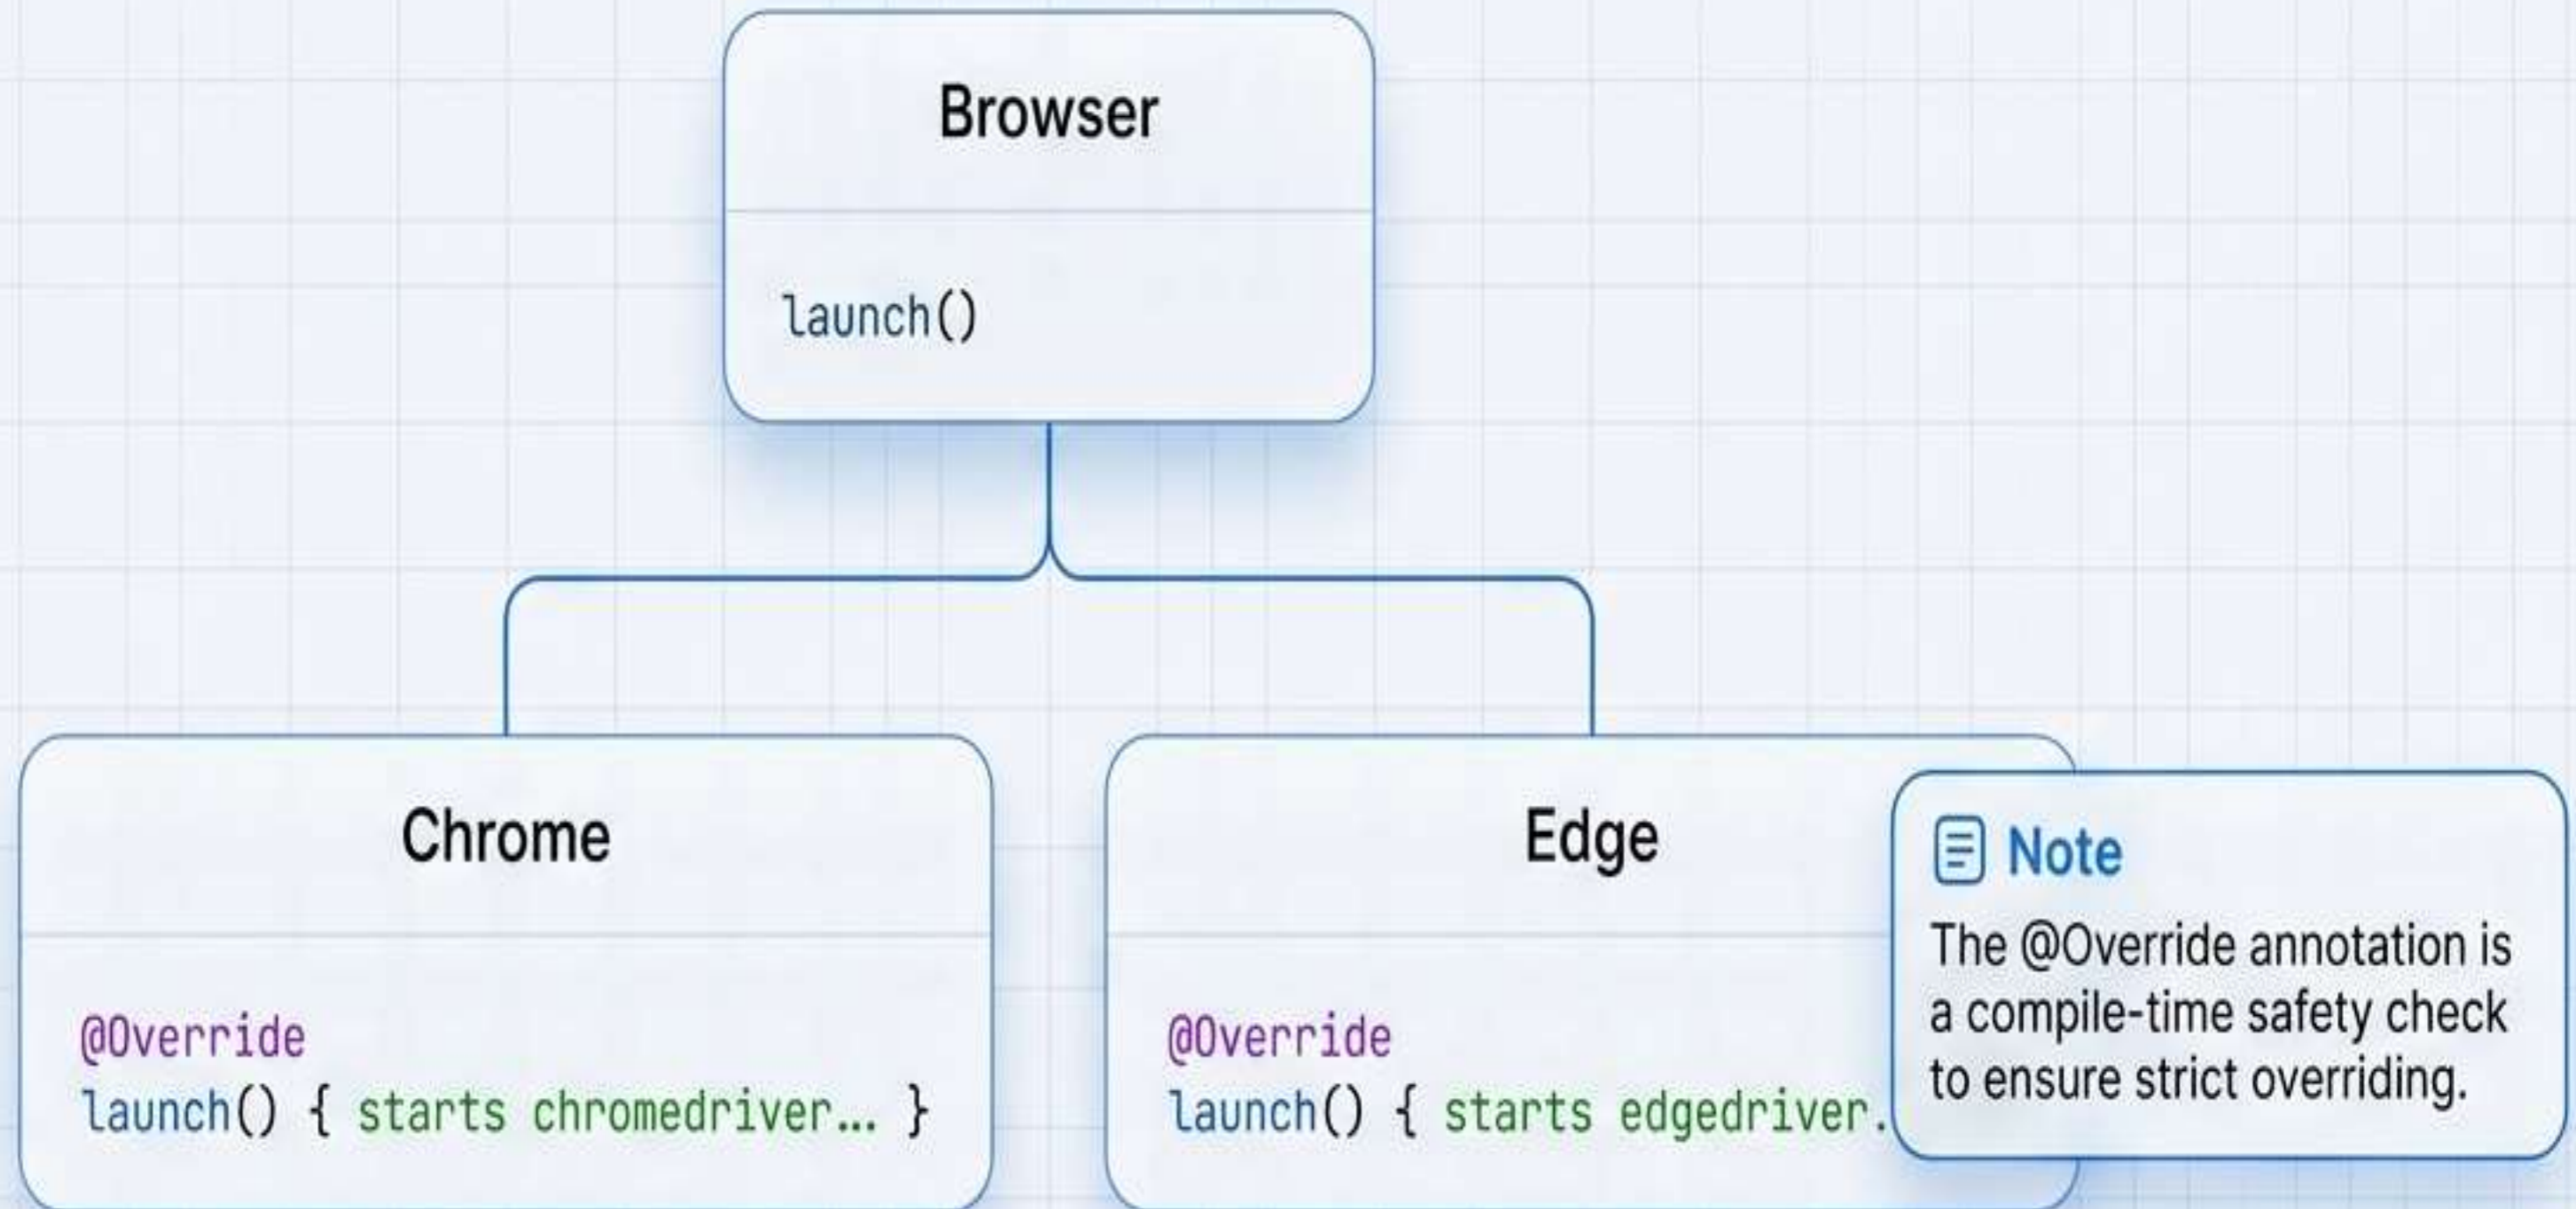 Browser
launch()
Chrome
@Override
launch() { starts chromedriver... }
Edge
@Override
launch() { starts edgedriver.
Note
The @Override annotation is
a compile-time safety check
to ensure strict overriding.